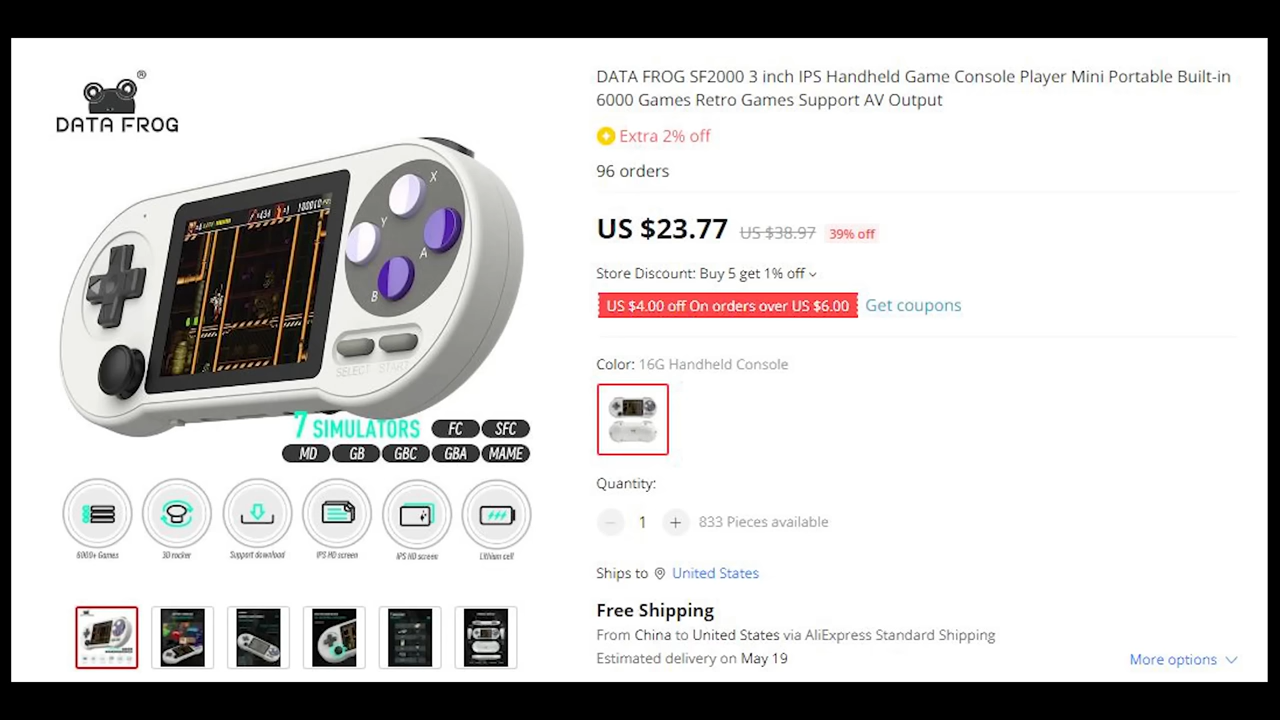 ®
DATA FROG
X
Y
A
B
SELECT START
7 SIMULATORS FC SFC
MD GB GBC GBA MAME
6000+ Games 3D rocker Support download IPS HD screen IPS HD screen Lithium cell
DATA FROG SF2000 3 inch IPS Handheld Game Console Player Mini Portable Built-in
6000 Games Retro Games Support AV Output
Extra 2% off
96 orders
US $23.77 US $38.97 39% off
Store Discount: Buy 5 get 1% off
US $4.00 off On orders over US $6.00 Get coupons
Color: 16G Handheld Console
Quantity:
1 + 833 Pieces available
Ships to United States
Free Shipping
From China to United States via AliExpress Standard Shipping
Estimated delivery on May 19
More options